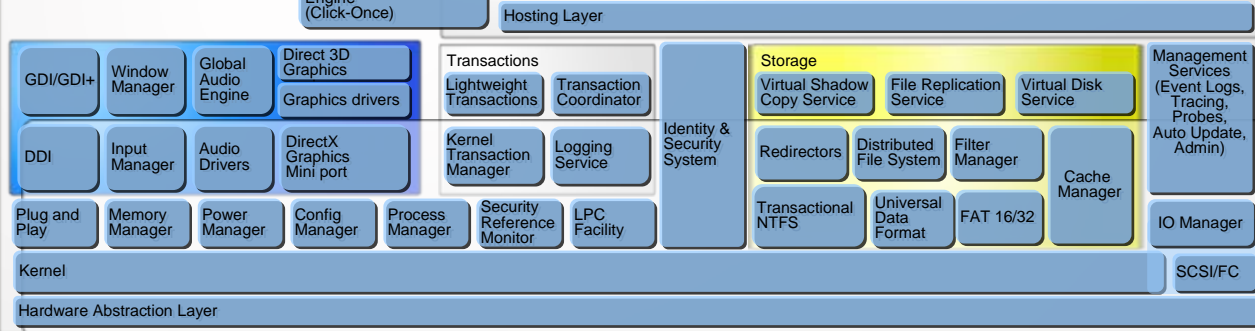 Engine
(Click-Once)
Hosting Layer
GDI/GDI+
Window
Manager
Global
Audio
Engine
Direct 3D
Graphics
Graphics drivers
DDI
Input
Manager
Audio
Drivers
DirectX
Graphics
Mini port
Transactions
Lightweight
Transactions
Transaction
Coordinator
Kernel
Transaction
Manager
Logging
Service
Identity &
Security
System
Storage
Virtual Shadow
Copy Service
File Replication
Service
Virtual Disk
Service
Redirectors
Distributed
File System
Filter
Manager
Cache
Manager
Transactional
NTFS
Universal
Data
Format
FAT 16/32
Management
Services
(Event Logs,
Tracing,
Probes,
Auto Update,
Admin)
Plug and
Play
Memory
Manager
Power
Manager
Config
Manager
Process
Manager
Security
Reference
Monitor
LPC
Facility
IO Manager
Kernel
SCSI/FC
Hardware Abstraction Layer